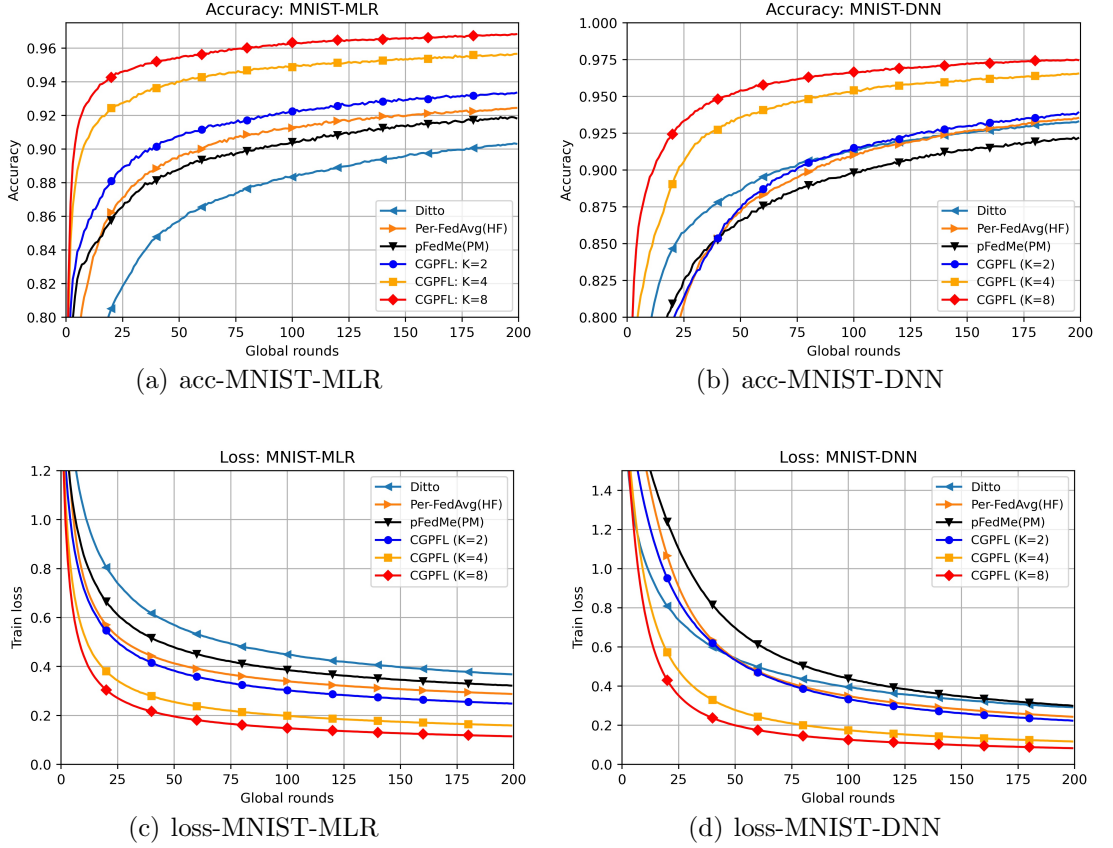 Accuracy: MNIST-MLR
0.96
0.94
0.92
0.90
0.88
0.86
0.84
0.82
0.80
Accuracy
0 25 50 75 100 125 150 175 200
Global rounds
Ditto
Per-FedAvg(HF)
pFedMe(PM)
CGPFL: K=2
CGPFL: K=4
CGPFL: K=8
(a) acc-MNIST-MLR
Accuracy: MNIST-DNN
1.000
0.975
0.950
0.925
0.900
0.875
0.850
0.825
0.800
Accuracy
0 25 50 75 100 125 150 175 200
Global rounds
Ditto
Per-FedAvg(HF)
pFedMe(PM)
CGPFL (K=2)
CGPFL (K=4)
CGPFL (K=8)
(b) acc-MNIST-DNN
Loss: MNIST-MLR
1.2
1.0
0.8
0.6
0.4
0.2
0.0
Train loss
0 25 50 75 100 125 150 175 200
Global rounds
Ditto
Per-FedAvg(HF)
pFedMe(PM)
CGPFL (K=2)
CGPFL (K=4)
CGPFL (K=8)
(c) loss-MNIST-MLR
Loss: MNIST-DNN
1.4
1.2
1.0
0.8
0.6
0.4
0.2
0.0
Train loss
0 25 50 75 100 125 150 175 200
Global rounds
Ditto
Per-FedAvg(HF)
pFedMe(PM)
CGPFL (K=2)
CGPFL (K=4)
CGPFL (K=8)
(d) loss-MNIST-DNN